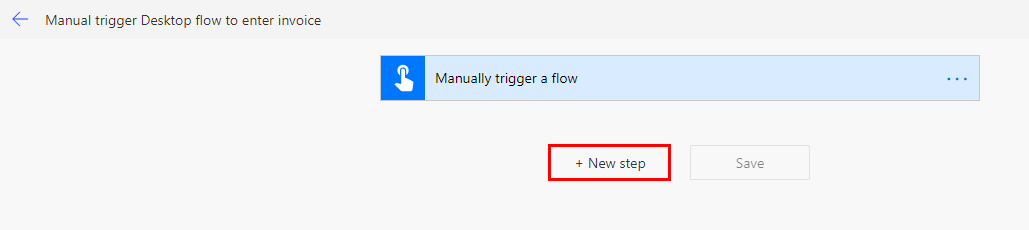 Manual trigger Desktop flow to enter invoice
Manually trigger a flow
+ New step
Save